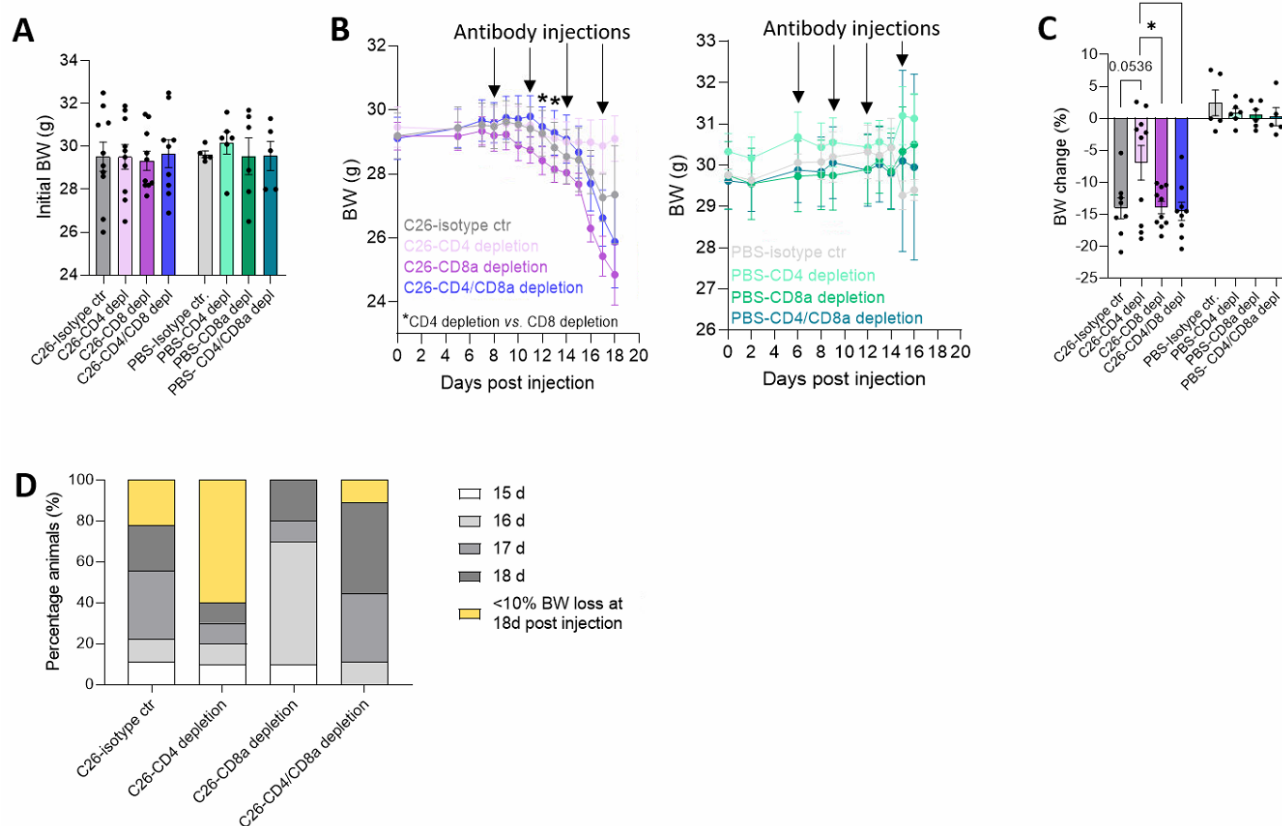 A
Initial BW (g)
34
32
30
28
26
24
C26-Isotype ctr
C26-CD4 depl
C26-CD8 depl
C26-CD4/CD8 depl
PBS-Isotype ctr.
PBS-CD4 depl
PBS-CD8a depl
PBS- CD4/CD8a depl
B
Antibody injections
BW (g)
32
30
28
26
24
**
C26-isotype ctr
C26-CD4 depletion
C26-CD8a depletion
C26-CD4/CD8a depletion
*CD4 depletion vs. CD8 depletion
0 2 4 6 8 10 12 14 16 18 20
Days post injection
Antibody injections
BW (g)
33
32
31
30
29
28
27
26
PBS-isotype ctr
PBS-CD4 depletion
PBS-CD8a depletion
PBS-CD4/CD8a depletion
0 2 4 6 8 10 12 14 16 18 20
Days post injection
C
*
0.0536
BW change (%)
10
5
0
-5
-10
-15
-20
-25
C26-Isotype ctr
C26-CD4 depl
C26-CD8 depl
C26-CD4/D8 depl
PBS-Isotype ctr
PBS-CD4 depl
PBS-CD8a depl
PBS- CD4/CD8a depl
D
Percentage animals (%)
100
80
60
40
20
0
C26-isotype ctr
C26-CD4 depletion
C26-CD8a depletion
C26-CD4/CD8a depletion
15 d
16 d
17 d
18 d
<10% BW loss at
18d post injection